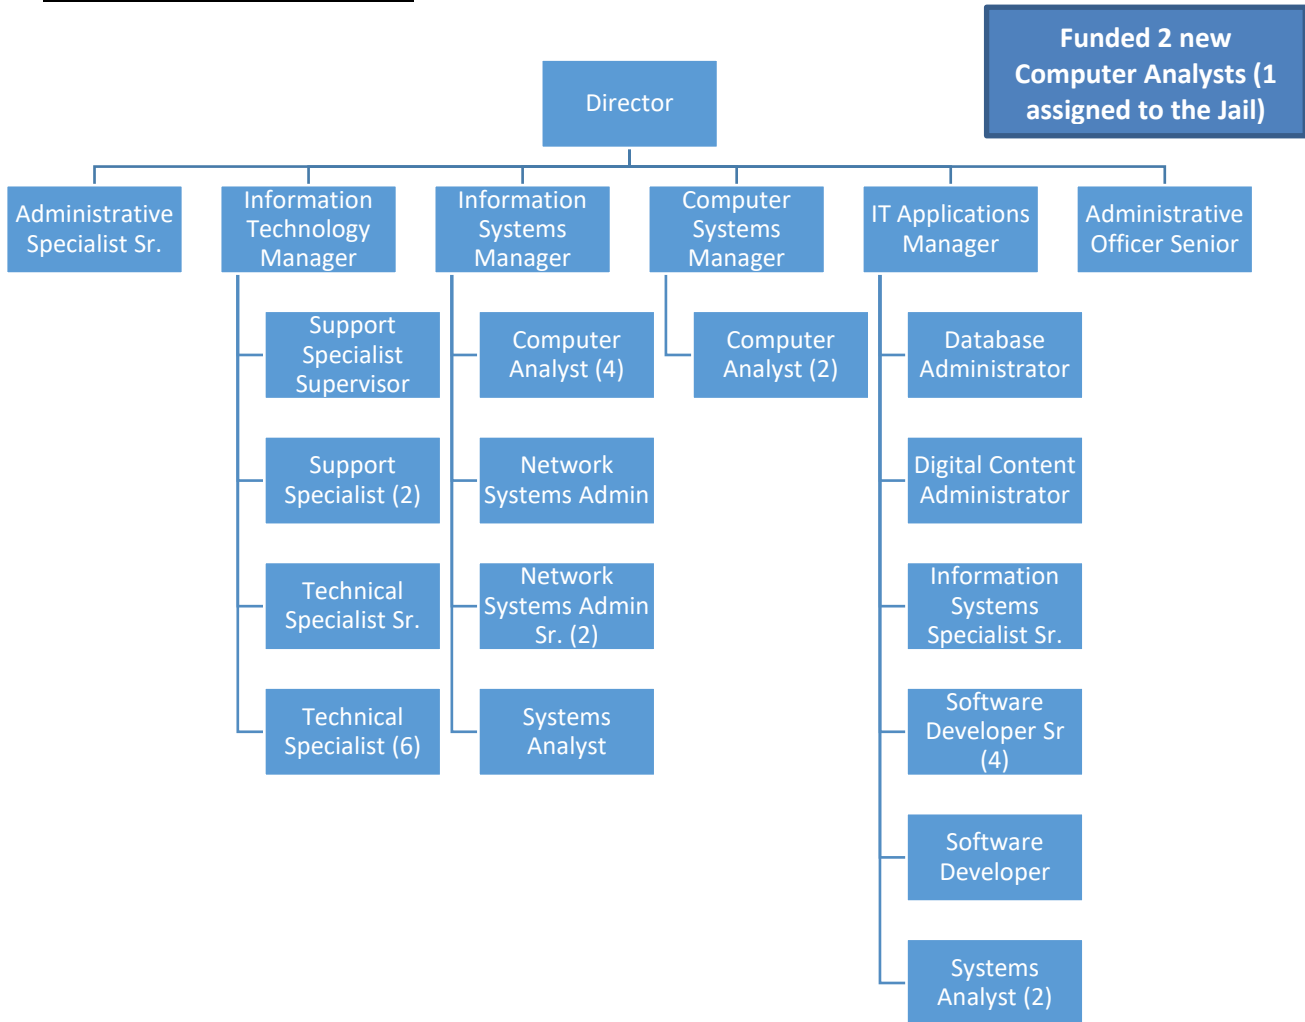 Funded 2 new
Computer Analysts (1
assigned to the Jail)
Director
Administrative
Specialist Sr.
Information
Technology
Manager
Information
Systems
Manager
Computer
Systems
Manager
IT Applications
Manager
Administrative
Officer Senior
Support
Specialist
Supervisor
Support
Specialist (2)
Technical
Specialist Sr.
Technical
Specialist (6)
Computer
Analyst (4)
Network
Systems Admin
Network
Systems Admin
Sr. (2)
Systems
Analyst
Computer
Analyst (2)
Database
Administrator
Digital Content
Administrator
Information
Systems
Specialist Sr.
Software
Developer Sr
(4)
Software
Developer
Systems
Analyst (2)